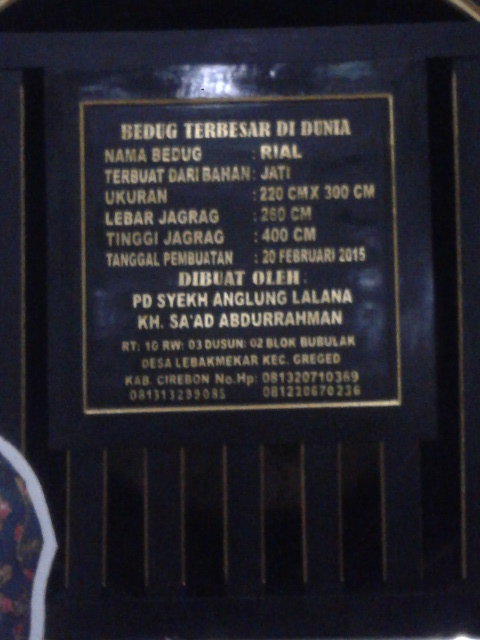 BEDUG TERBESAR DI DUNIA
NAMA BEDUG : RIAL
TERBUAT DARI BAHAN : JATI
UKURAN : 220 CM X 300 CM
LEBAR JAGRAG : 260 CM
TINGGI JAGRAG : 400 CM
TANGGAL PEMBUATAN : 20 FEBRUARI 2015
DIBUAT OLEH :
PD SYEKH ANGLUNG LALANA
KH. SA'AD ABDURRAHMAN
RT: 10 RW: 03 DUSUN: 02 BLOK BUBULAK
DESA LEBAKMEKAR KEC. GREGED
KAB. CIREBON No.Hp: 081320710369
081313299085 081220670236